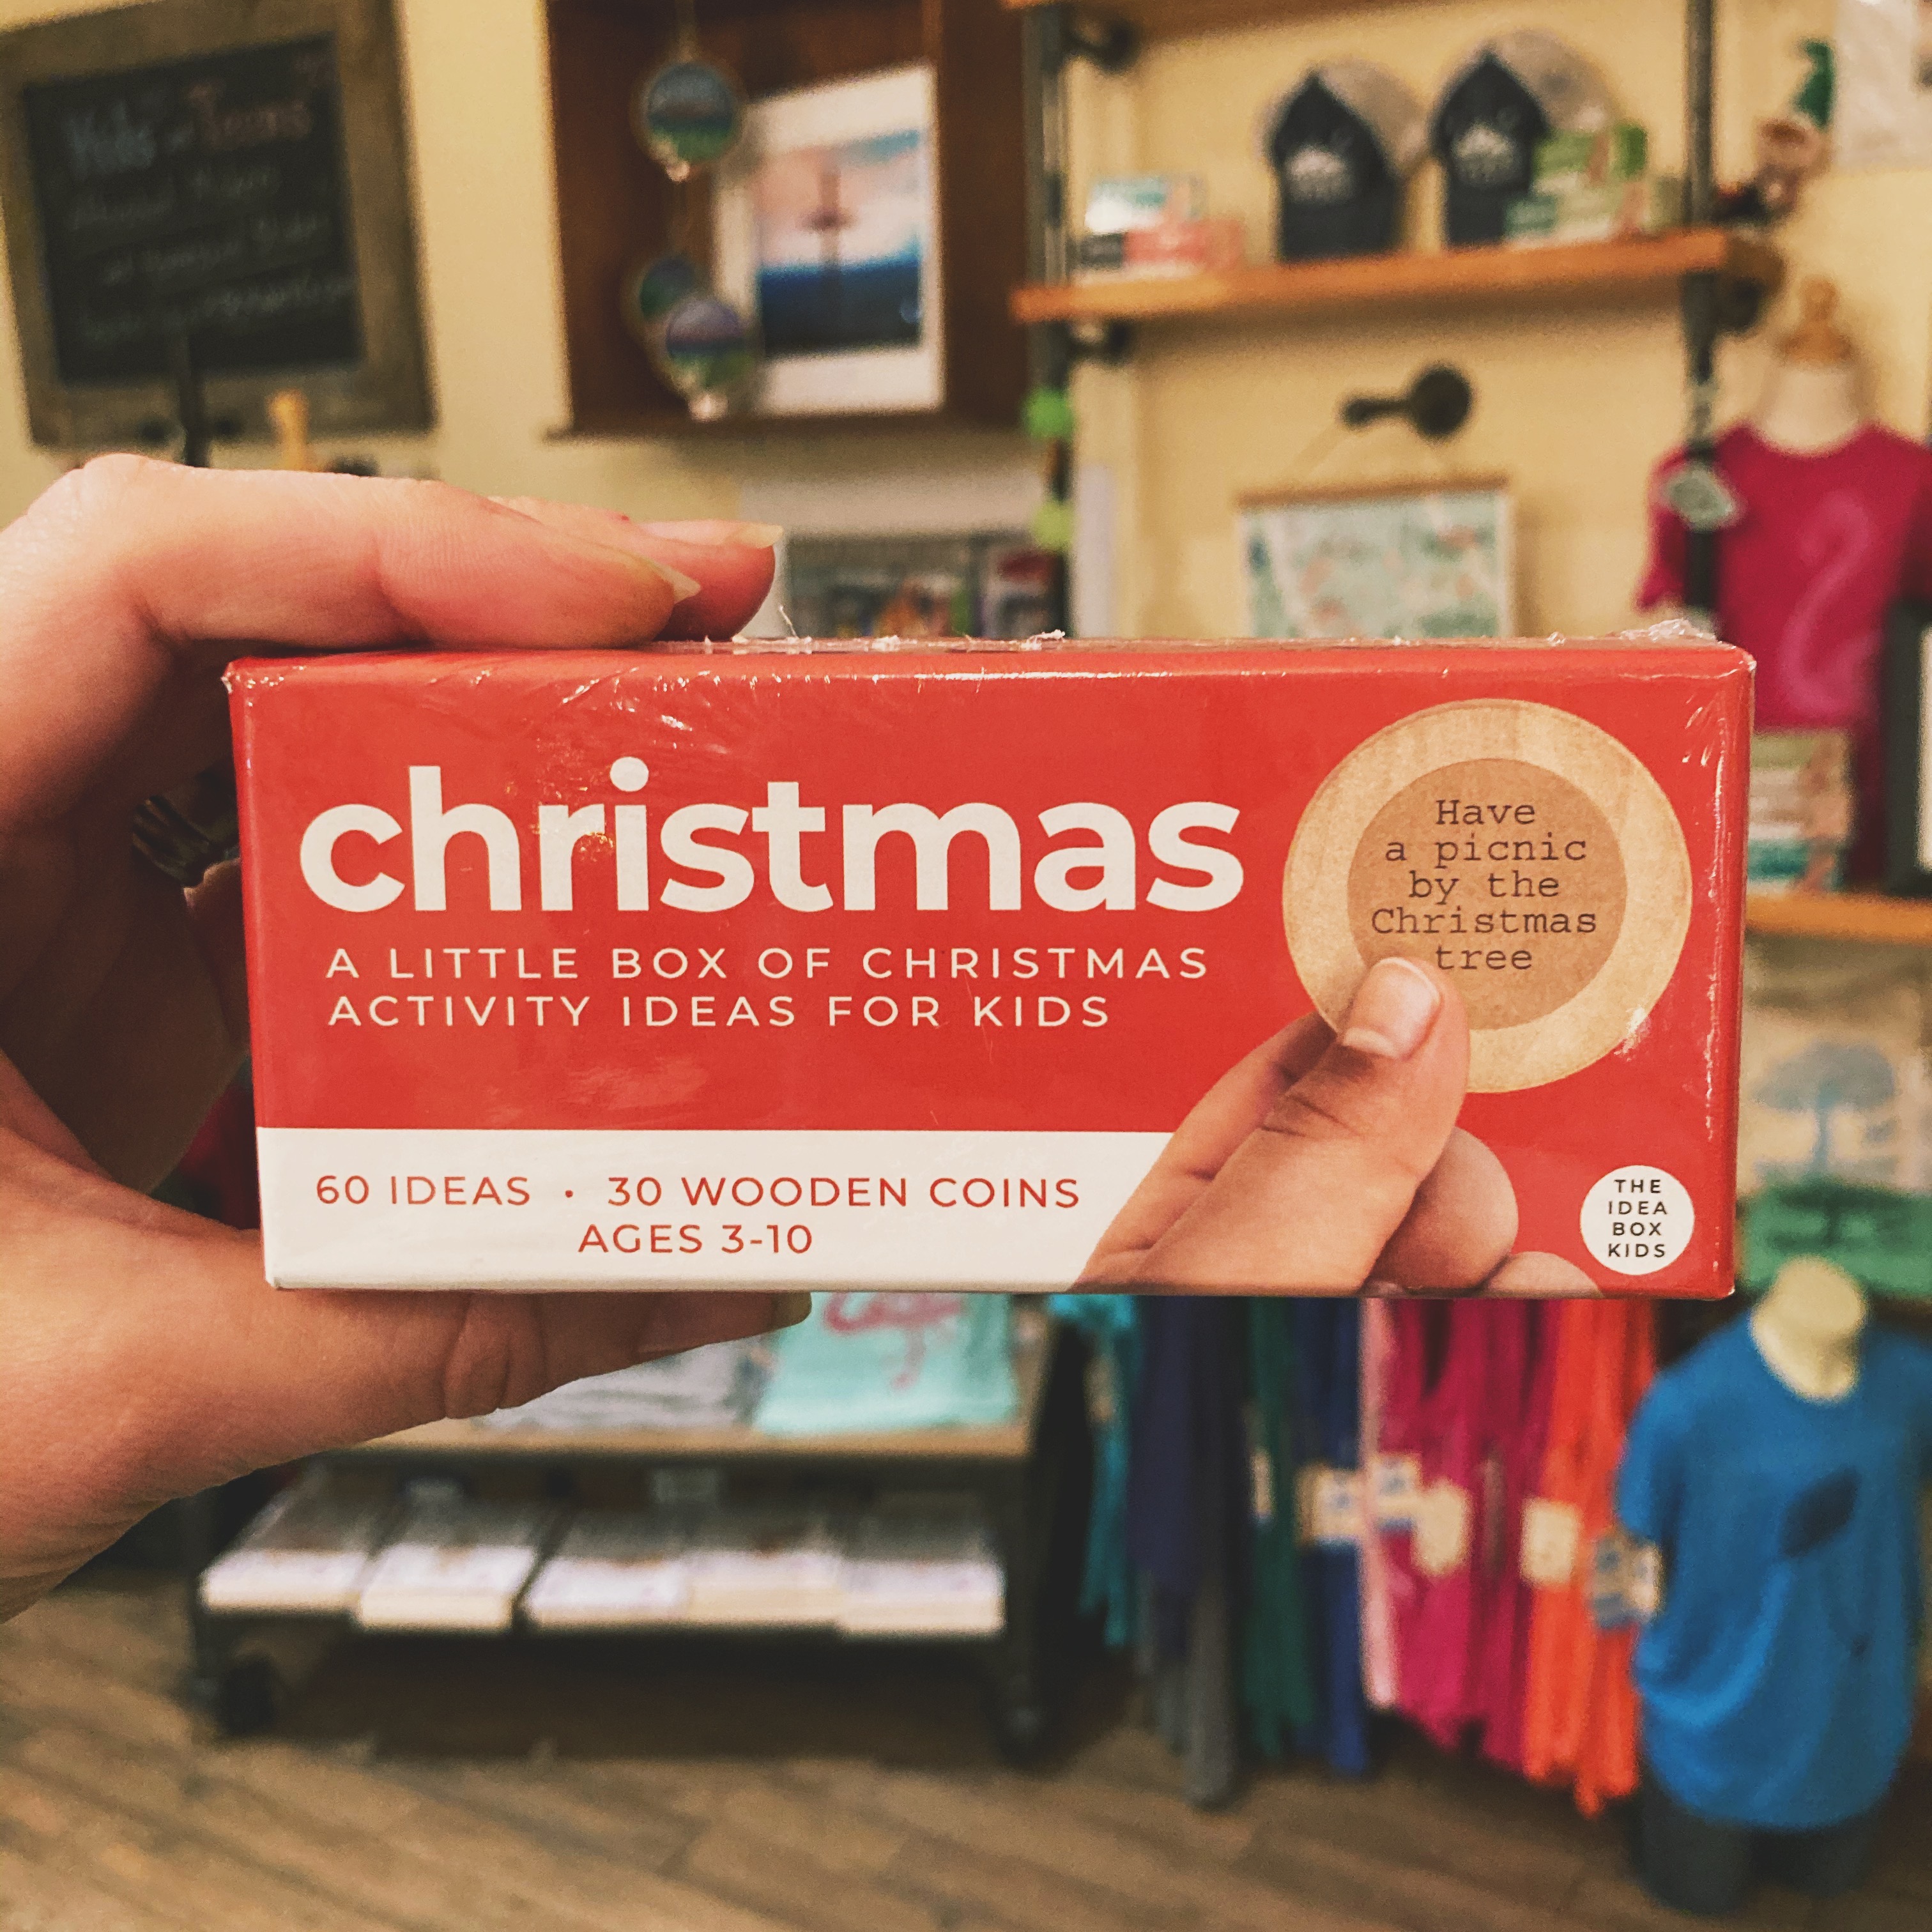 christmas
A LITTLE BOX OF CHRISTMAS
ACTIVITY IDEAS FOR KIDS
60 IDEAS • 30 WOODEN COINS
AGES 3-10
Have
a picnic
by the
Christmas
tree
THE
IDEA
BOX
KIDS